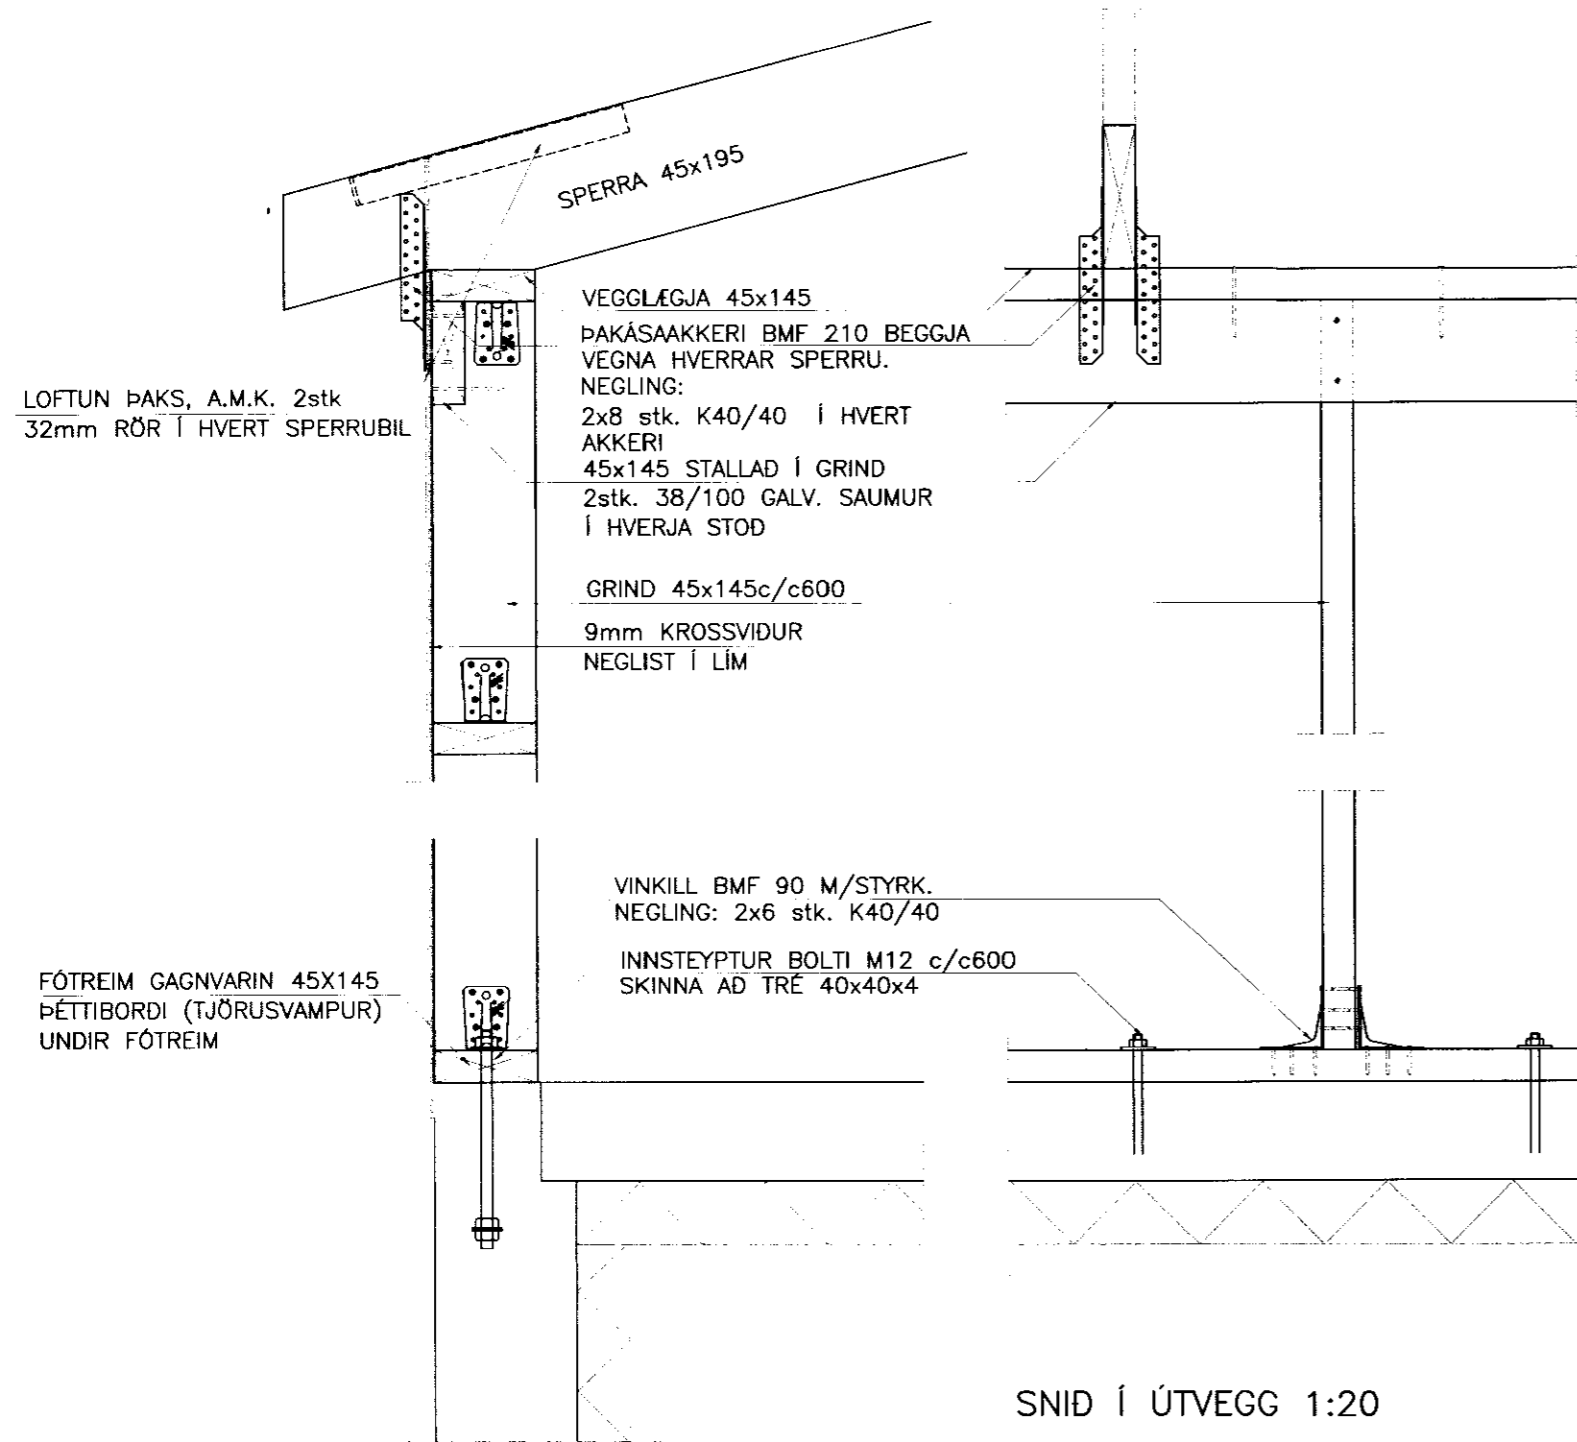 SPERRA 45x195
VEGGLÆGJA 45x145
ÞAKÁSAAKKERI BMF 210 BEGGJA
VEGNA HVERRAR SPERRU.
NEGLING:
2x8 stk. K40/40 Í HVERT
AKKERI
45x145 STALLAÐ Í GRIND
2stk. 38/100 GALV. SAUMUR
Í HVERJA STOÐ
LOFTUN ÞAKS, A.M.K. 2stk
32mm RÖR Í HVERT SPERRUBIL
GRIND 45x145c/c600
9mm KROSSVIÐUR
NEGLIST Í LÍM
VINKILL BMF 90 M/STYRK.
NEGLING: 2x6 stk. K40/40
INNSTEYPTUR BOLTI M12 c/c600
SKINNA AÐ TRÉ 40x40x4
FÓTREIM GAGNVARIN 45X145
ÞÉTTIBORÐI (TJÖRUSVAMPUR)
UNDIR FÓTREIM
SNIÐ Í ÚTVEGG 1:20